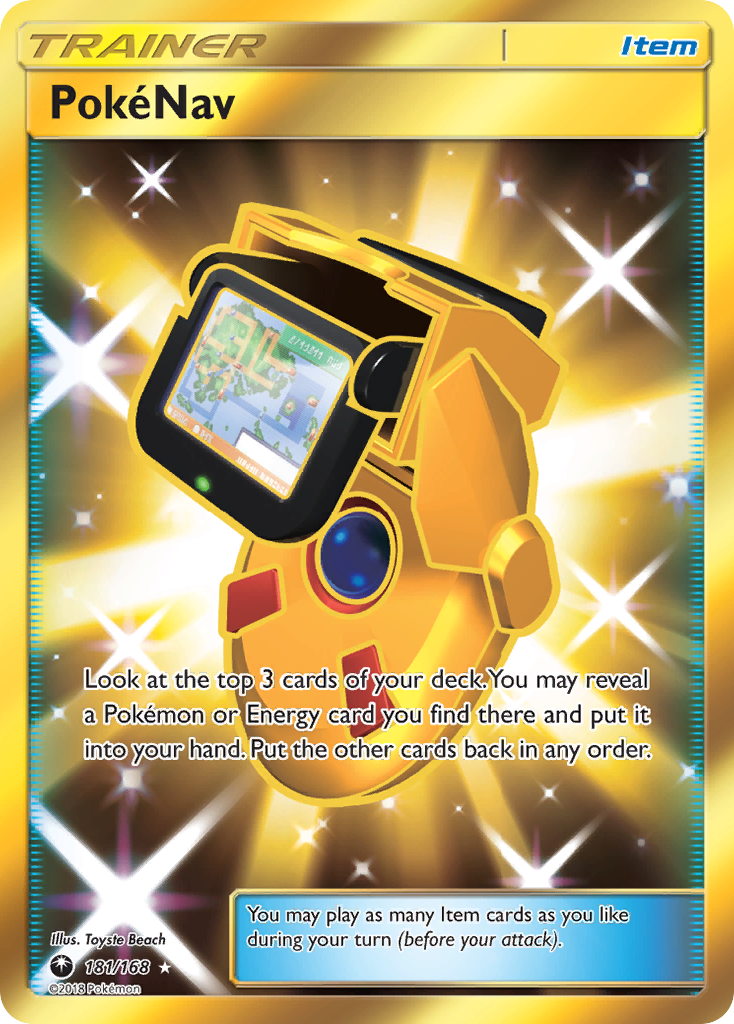 TRAINER
Item
PokéNav
Look at the top 3 cards of your deck. You may reveal
a Pokémon or Energy card you find there and put it
into your hand. Put the other cards back in any order.
You may play as many Item cards as you like
during your turn (before your attack).
Illus. Toyste Beach
181/168 ★
©2018 Pokémon